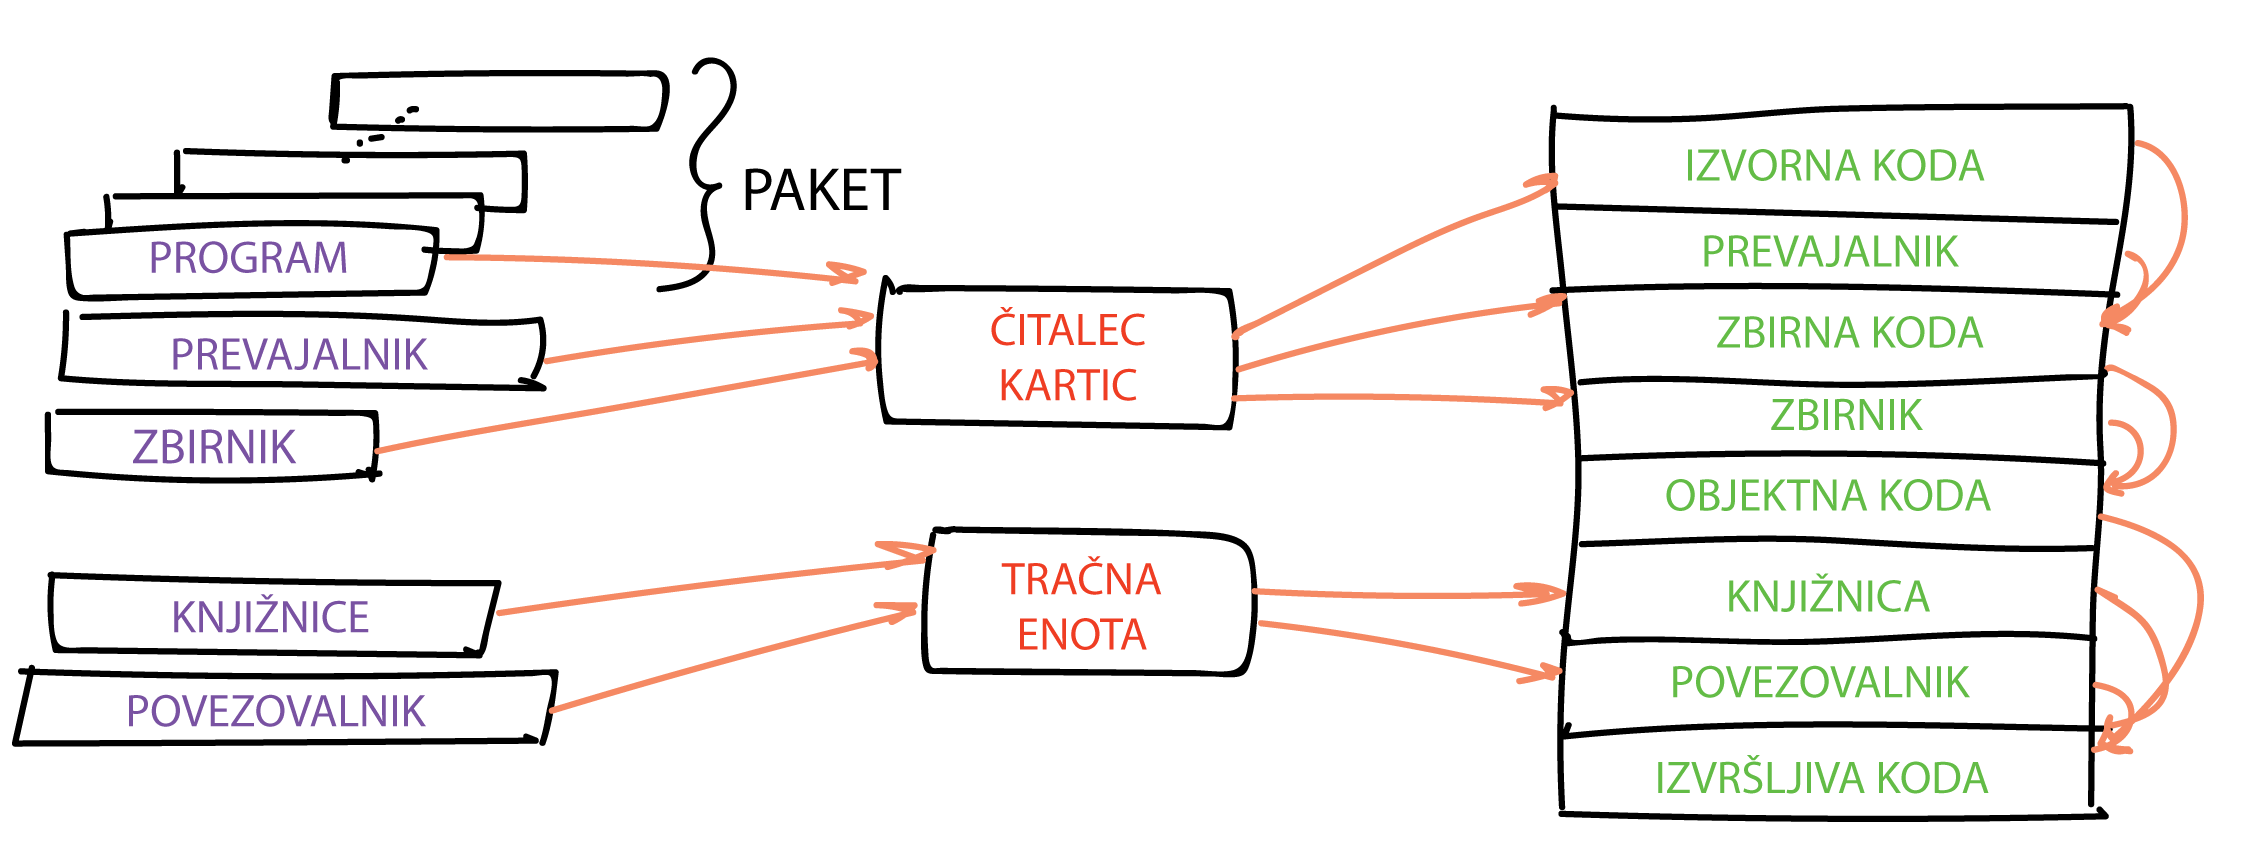 PAKET
PROGRAM
PREVAJALNIK
ZBIRNIK
KNJIŽNICE
POVEZOVALNIK
ČITALEC
KARTIC
TRAČNA
ENOTA
IZVORNA KODA
PREVAJALNIK
ZBIRNA KODA
ZBIRNIK
OBJEKTNA KODA
KNJIŽNICA
POVEZOVALNIK
IZVRŠLJIVA KODA